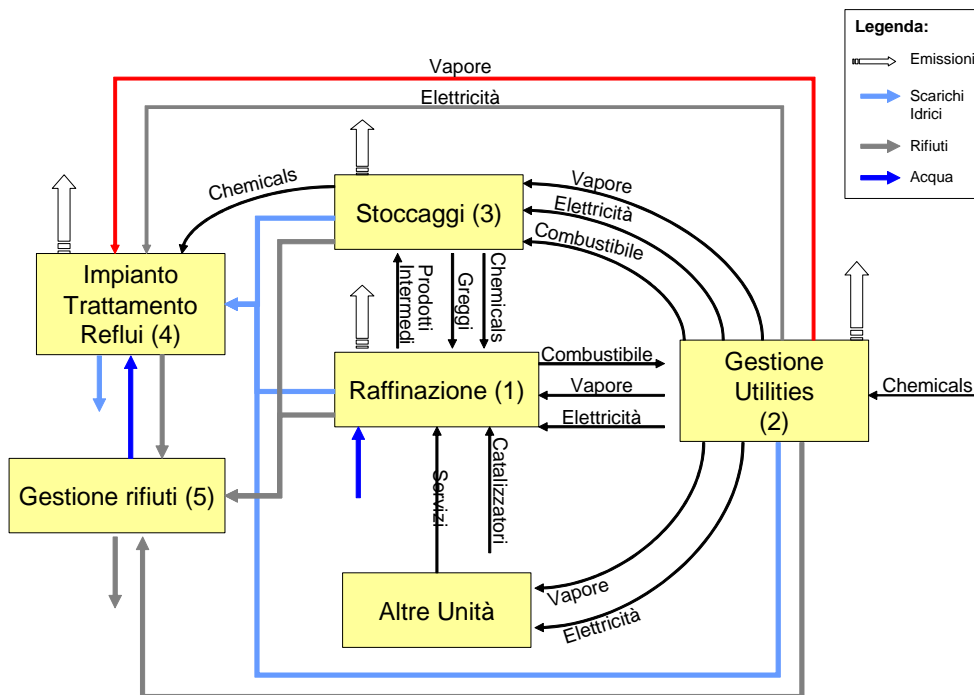 Legenda:
Emissioni
Scarichi
Idrici
Rifiuti
Acqua
Vapore
Elettricità
Chemicals
Stoccaggi (3)
Vapore
Elettricità
Combustibile
Impianto
Trattamento
Reflui (4)
Prodotti
Intermedi
Greggi
Chemicals
Raffinazione (1)
Combustibile
Vapore
Elettricità
Gestione
Utilities
(2)
Chemicals
Gestione rifiuti (5)
Servizi
Catalizzatori
Altre Unità
Vapore
Elettricità